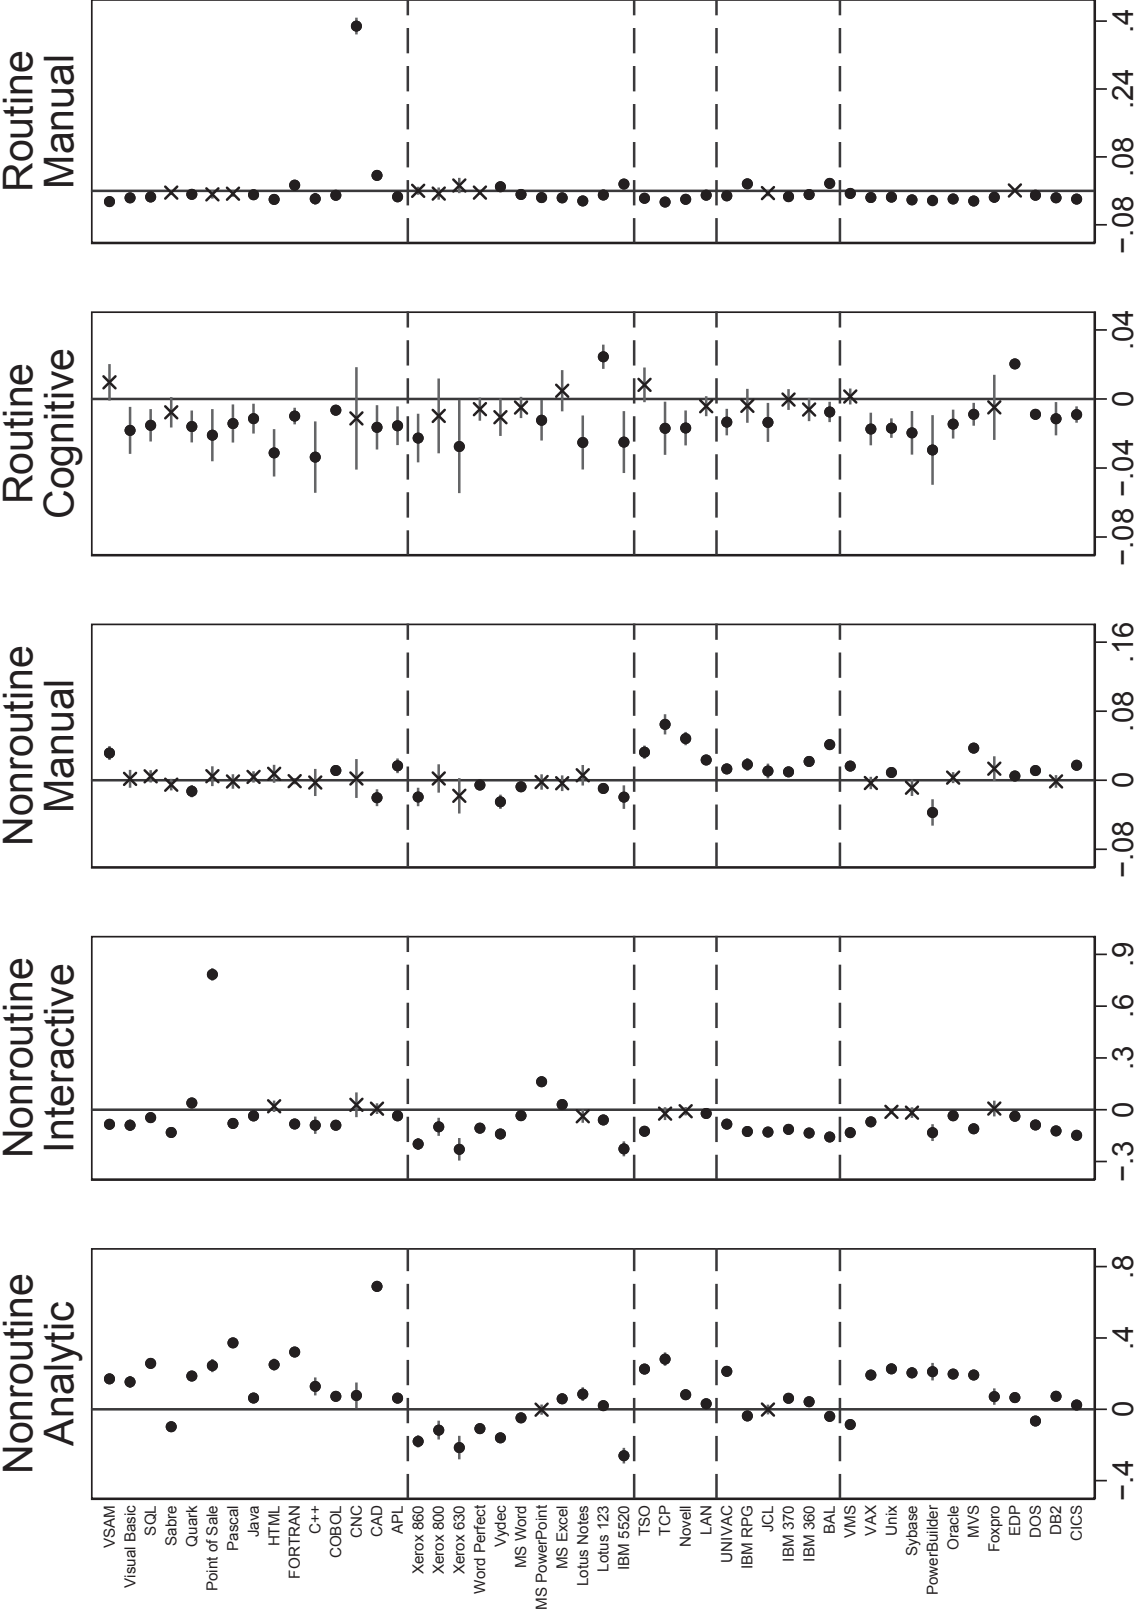 Routine
Manual
.4
.24
.08
−.08
Routine
Cognitive
.04
0
−.04
−.08
Nonroutine
Manual
.16
.08
0
−.08
Nonroutine
Interactive
.9
.6
.3
0
−.3
Nonroutine
Analytic
.8
.4
0
−.4
VSAM
Visual Basic
SQL
Sabre
Quark
Point of Sale
Pascal
Java
HTML
FORTRAN
C++
COBOL
CNC
CAD
APL
Xerox 860
Xerox 800
Xerox 630
Word Perfect
Vydec
MS Word
MS PowerPoint
MS Excel
Lotus Notes
Lotus 123
IBM 5520
TSO
TCP
Novell
LAN
UNIVAC
IBM RPG
JCL
IBM 370
IBM 360
BAL
VMS
VAX
Unix
Sybase
PowerBuilder
Oracle
MVS
Foxpro
EDP
DOS
DB2
CICS